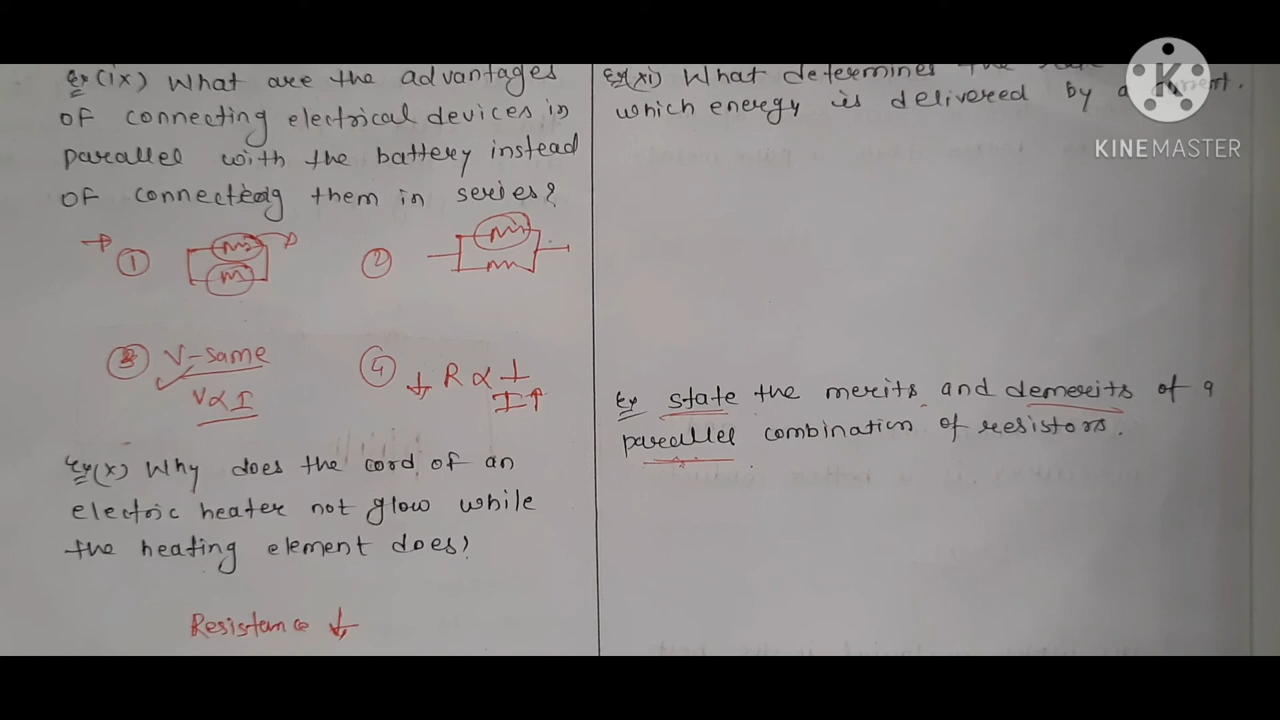 Ex (ix) What are the advantages
of connecting electrical devices in
parallel with the battery instead
of connecting them in series?
① ②
③ V-same
V∝I
④ ↓ R ∝ 1/I↑
Ex (x) Why does the cord of an
electric heater not glow while
the heating element does?
Resistance ↓
Ex (xi) What determines the
which energy is delivered by a
K
KINEMASTER
Ex State the merits and demerits of a
parallel combination of resistors.